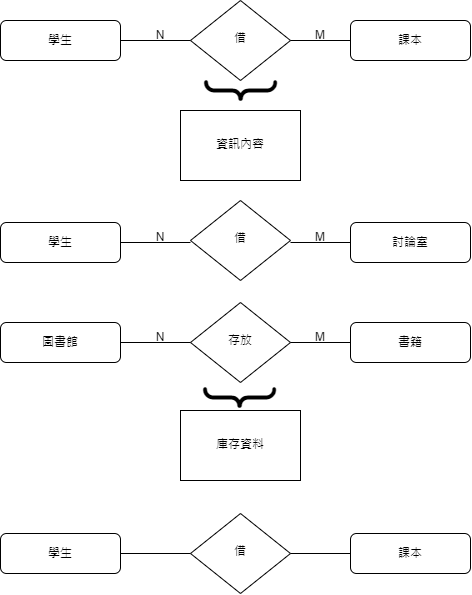 學生 N 借 M 課本
資訊內容
學生 N 借 M 討論室
圖書館 N 存放 M 書籍
庫存資料
學生 借 課本